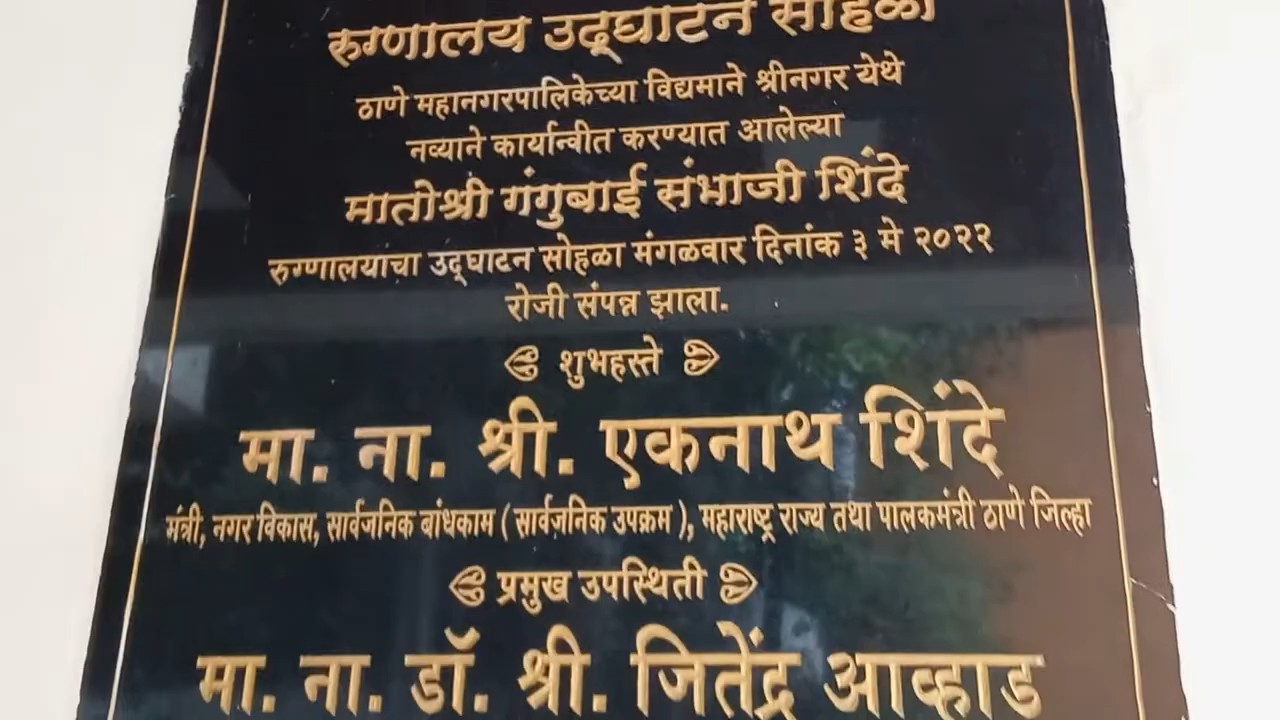 रुग्णालय उद्‌घाटन सोहळा
ठाणे महानगरपालिकेच्या विद्यमाने श्रीनगर येथे
नव्याने कार्यान्वीत करण्यात आलेल्या
मातोश्री गंगुबाई संभाजी शिंदे
रुग्णालयाचा उद्‌घाटन सोहळा मंगळवार दिनांक ३ मे २०२२
रोजी संपन्न झाला.
शुभहस्ते
मा. ना. श्री. एकनाथ शिंदे
मंत्री, नगर विकास, सार्वजनिक बांधकाम ( सार्वजनिक उपक्रम ), महाराष्ट्र राज्य तथा पालकमंत्री ठाणे जिल्हा
प्रमुख उपस्थिती
मा. ना. डॉ. श्री. जितेंद्र आव्हाड